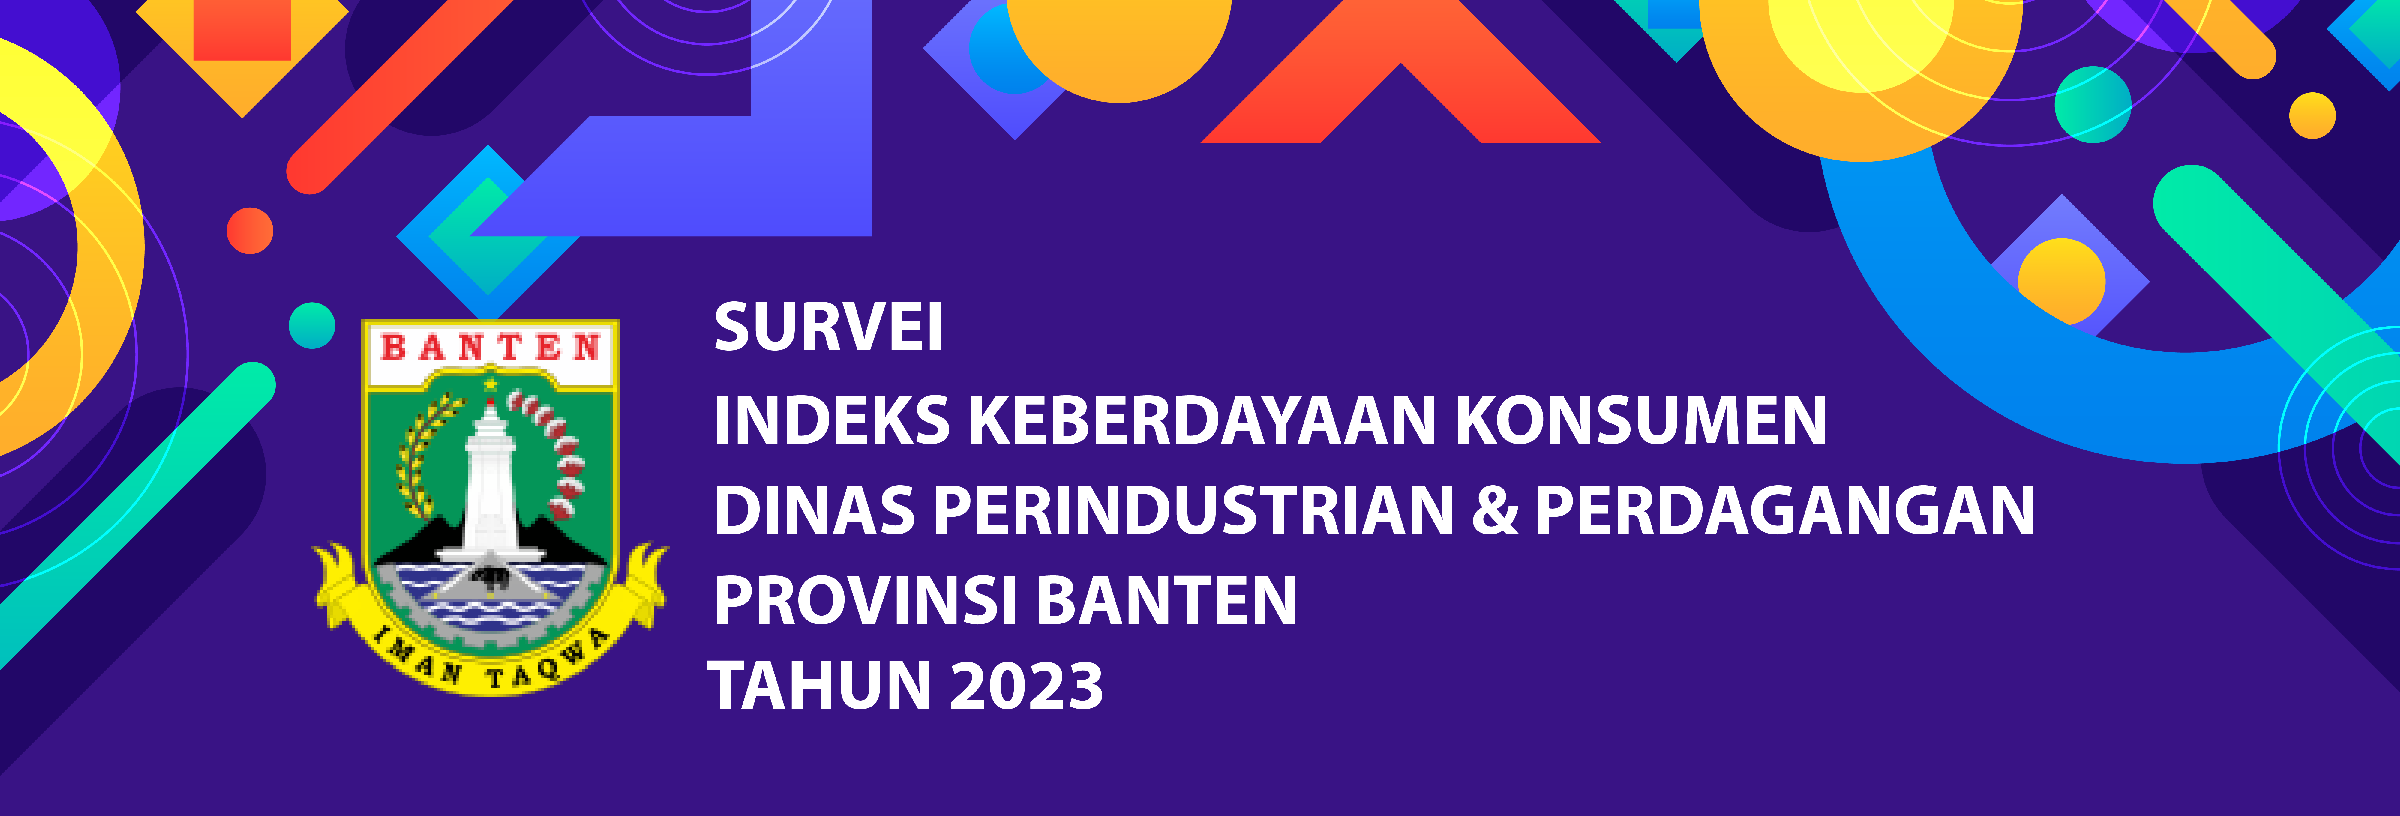 BANTEN
IMAN TAQWA
SURVEI
INDEKS KEBERDAYAAN KONSUMEN
DINAS PERINDUSTRIAN & PERDAGANGAN
PROVINSI BANTEN
TAHUN 2023